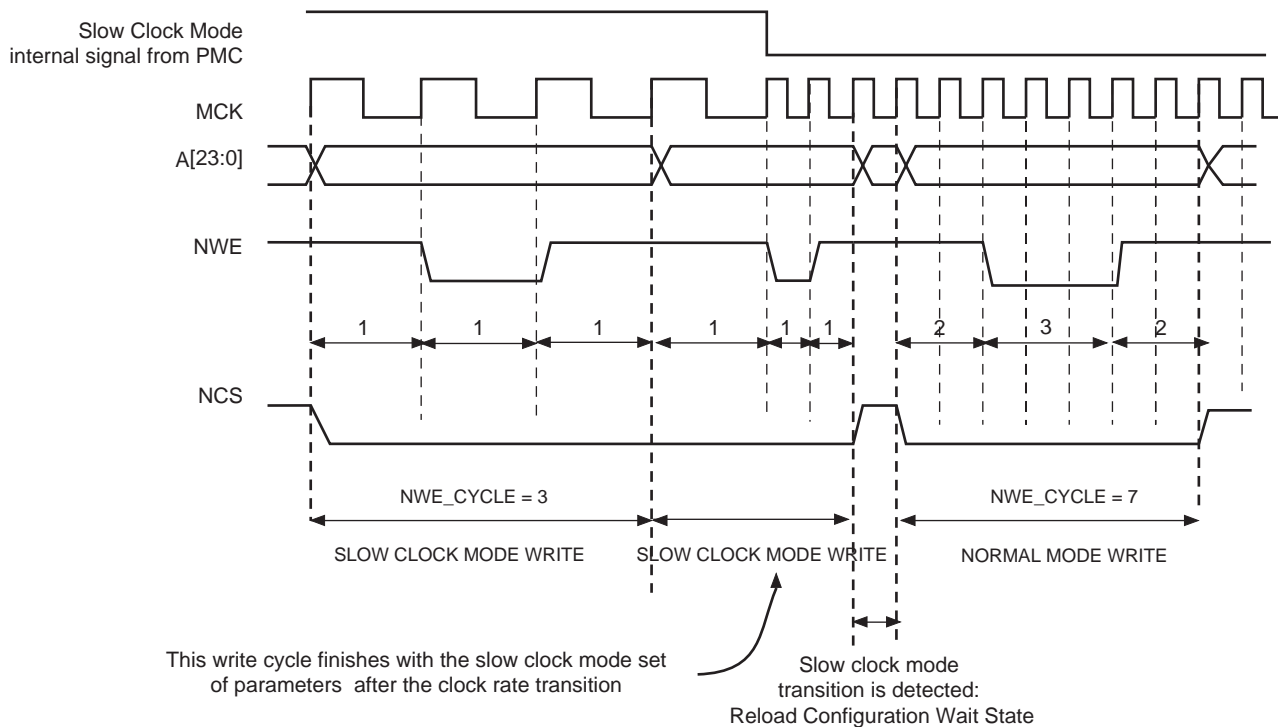 Slow Clock Mode
internal signal from PMC
MCK
A[23:0]
NWE
1 1 1 1 1 1 2 3 2
NCS
NWE_CYCLE = 3 NWE_CYCLE = 7
SLOW CLOCK MODE WRITE SLOW CLOCK MODE WRITE NORMAL MODE WRITE
This write cycle finishes with the slow clock mode set
of parameters after the clock rate transition
Slow clock mode
transition is detected:
Reload Configuration Wait State